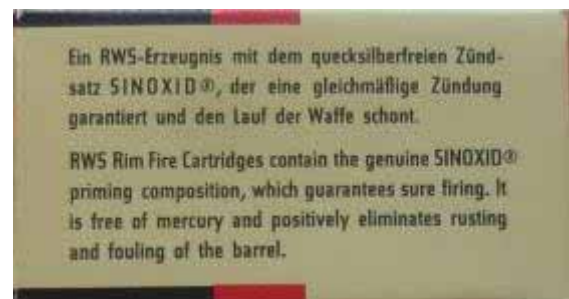 Ein RWS-Erzeugnis mit dem quecksilberfreien Zünd-
satz SINOXID®, der eine gleichmäßige Zündung
garantiert und den Lauf der Waffe schont.
RWS Rim Fire Cartridges contain the genuine SINOXID®
priming composition, which guarantees sure firing. It
is free of mercury and positively eliminates rusting
and fouling of the barrel.